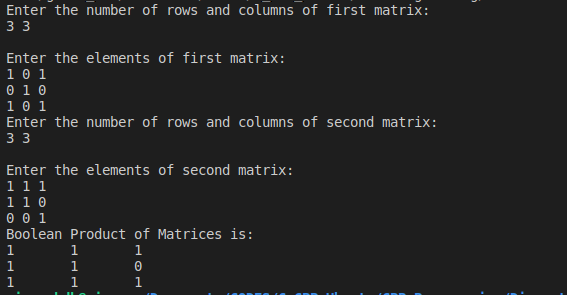 Enter the number of rows and columns of first matrix:
3 3
Enter the elements of first matrix:
1 0 1
0 1 0
1 0 1
Enter the number of rows and columns of second matrix:
3 3
Enter the elements of second matrix:
1 1 1
1 1 0
0 0 1
Boolean Product of Matrices is:
1 1 1
1 1 0
1 1 1